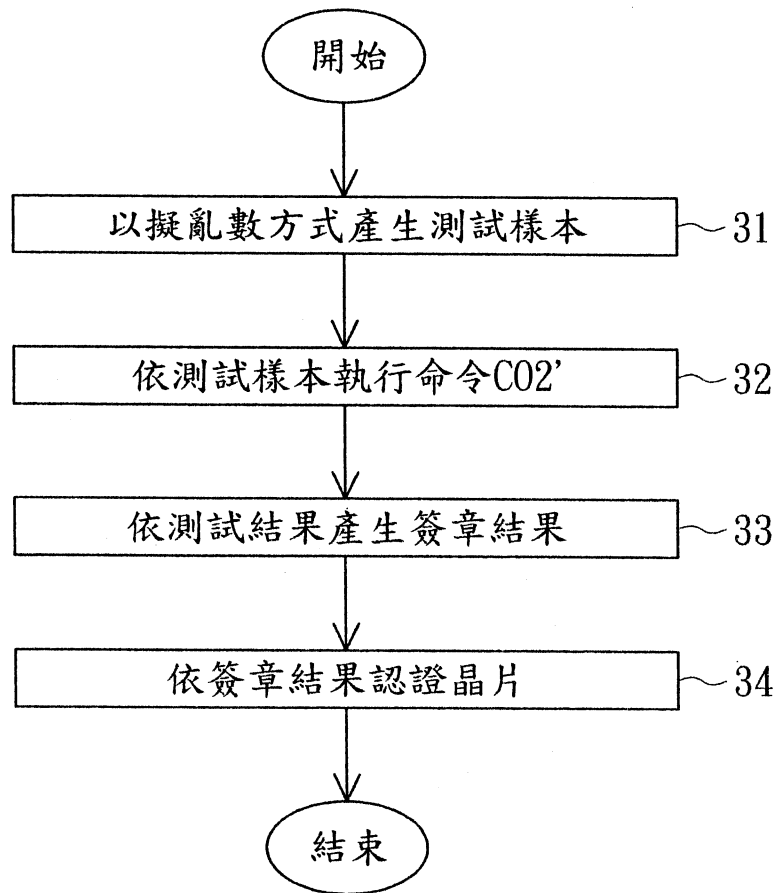 開始
以擬亂數方式產生測試樣本 31
依測試樣本執行命令CO2’ 32
依測試結果產生簽章結果 33
依簽章結果認證晶片 34
結束